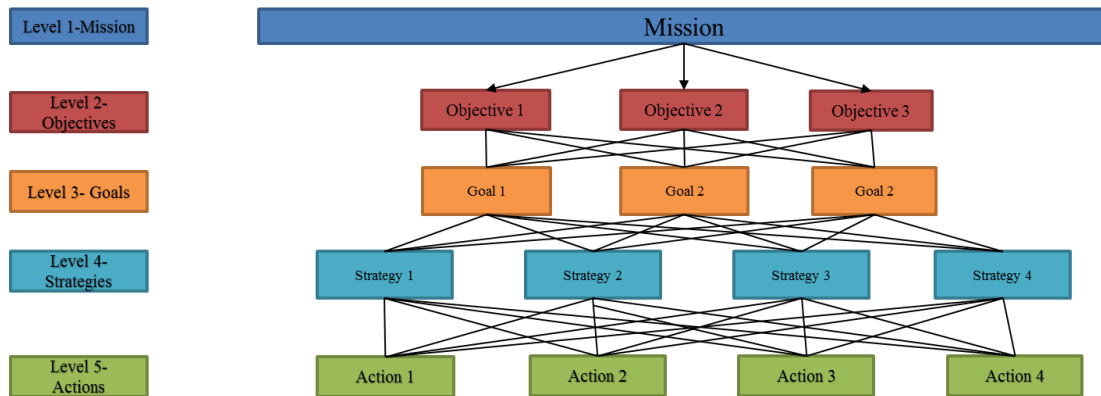 Level 1-Mission
Mission
Level 2-
Objectives
Objective 1
Objective 2
Objective 3
Level 3- Goals
Goal 1
Goal 2
Goal 2
Level 4-
Strategies
Strategy 1
Strategy 2
Strategy 3
Strategy 4
Level 5-
Actions
Action 1
Action 2
Action 3
Action 4